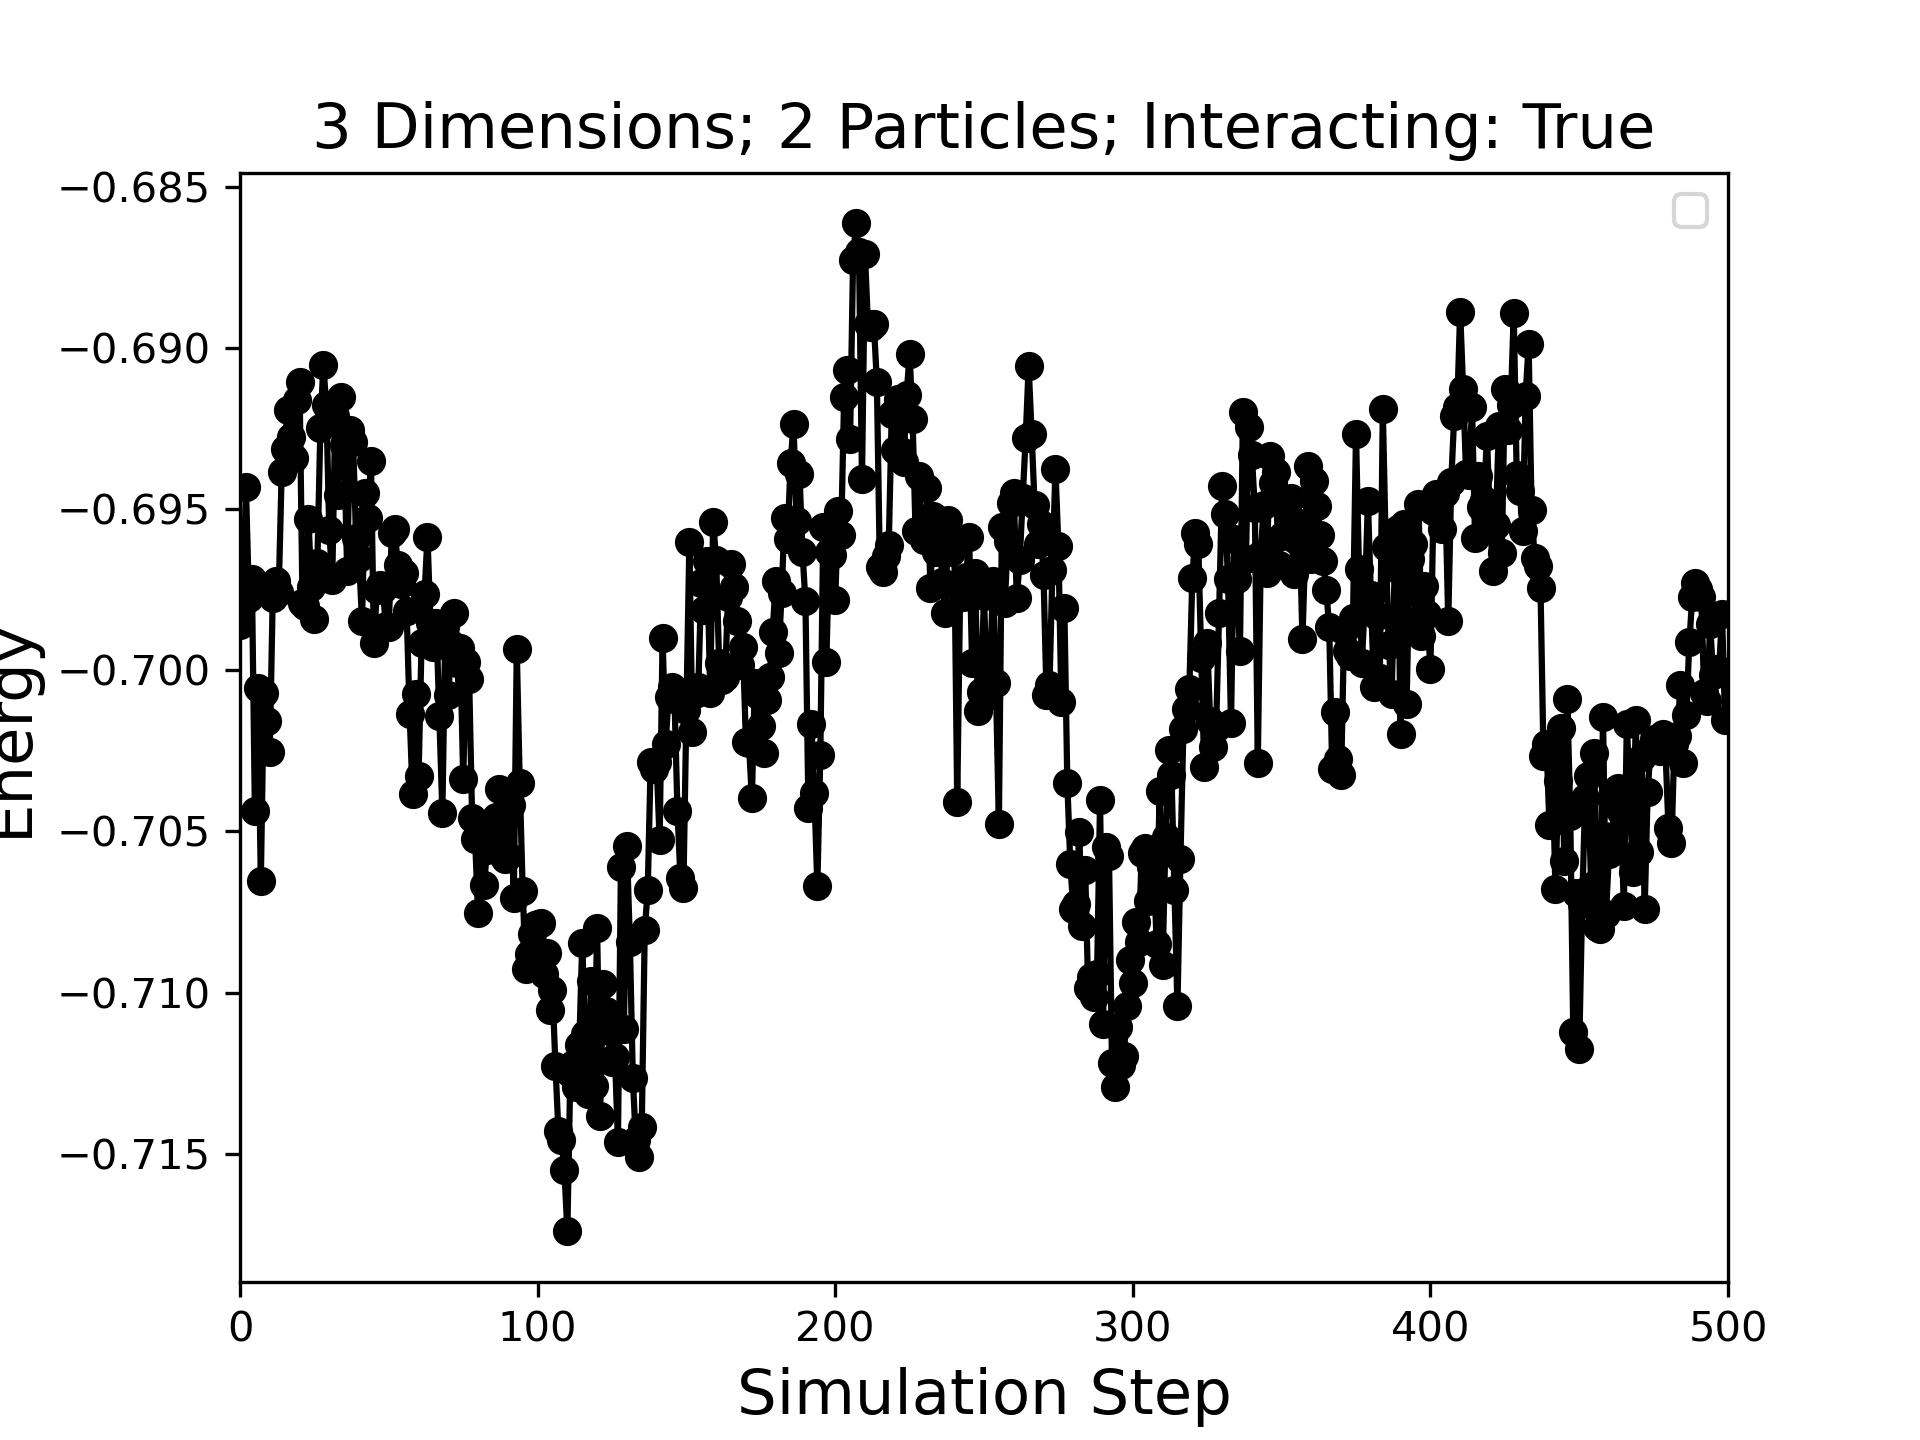 3 Dimensions; 2 Particles; Interacting: True
−0.685
−0.690
−0.695
−0.700
−0.705
−0.710
−0.715
Energy
0 100 200 300 400 500
Simulation Step